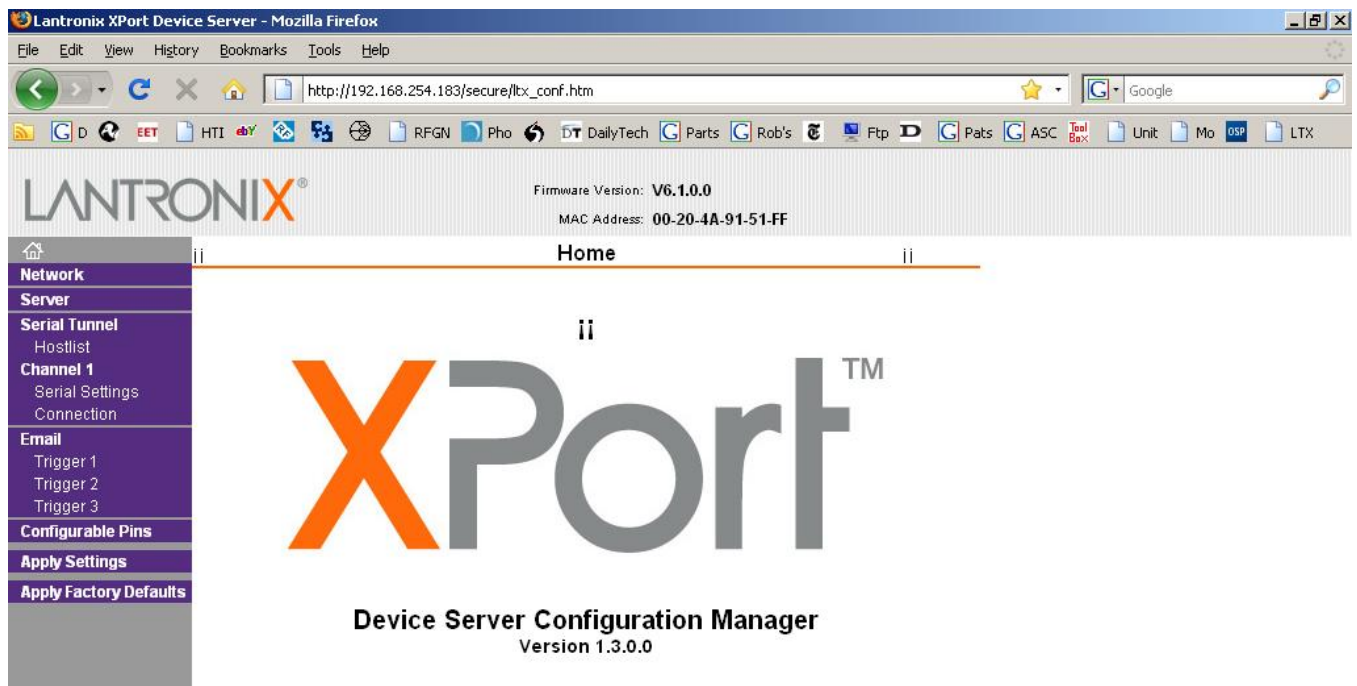 Lantronix XPort Device Server - Mozilla Firefox
File Edit View History Bookmarks Tools Help
http://192.168.254.183/secure/ltx_conf.htm
Google
D EET HTI ebY RFGN Pho DT DailyTech Parts Rob's Ftp D Pats ASC Tool Box Unit Mo OSP LTX
LANTRONIX®
Firmware Version: V6.1.0.0
MAC Address: 00-20-4A-91-51-FF
¡¡ Home ¡¡
Network
Server
Serial Tunnel
Hostlist
Channel 1
Serial Settings
Connection
Email
Trigger 1
Trigger 2
Trigger 3
Configurable Pins
Apply Settings
Apply Factory Defaults
¡¡
XPort™
Device Server Configuration Manager
Version 1.3.0.0